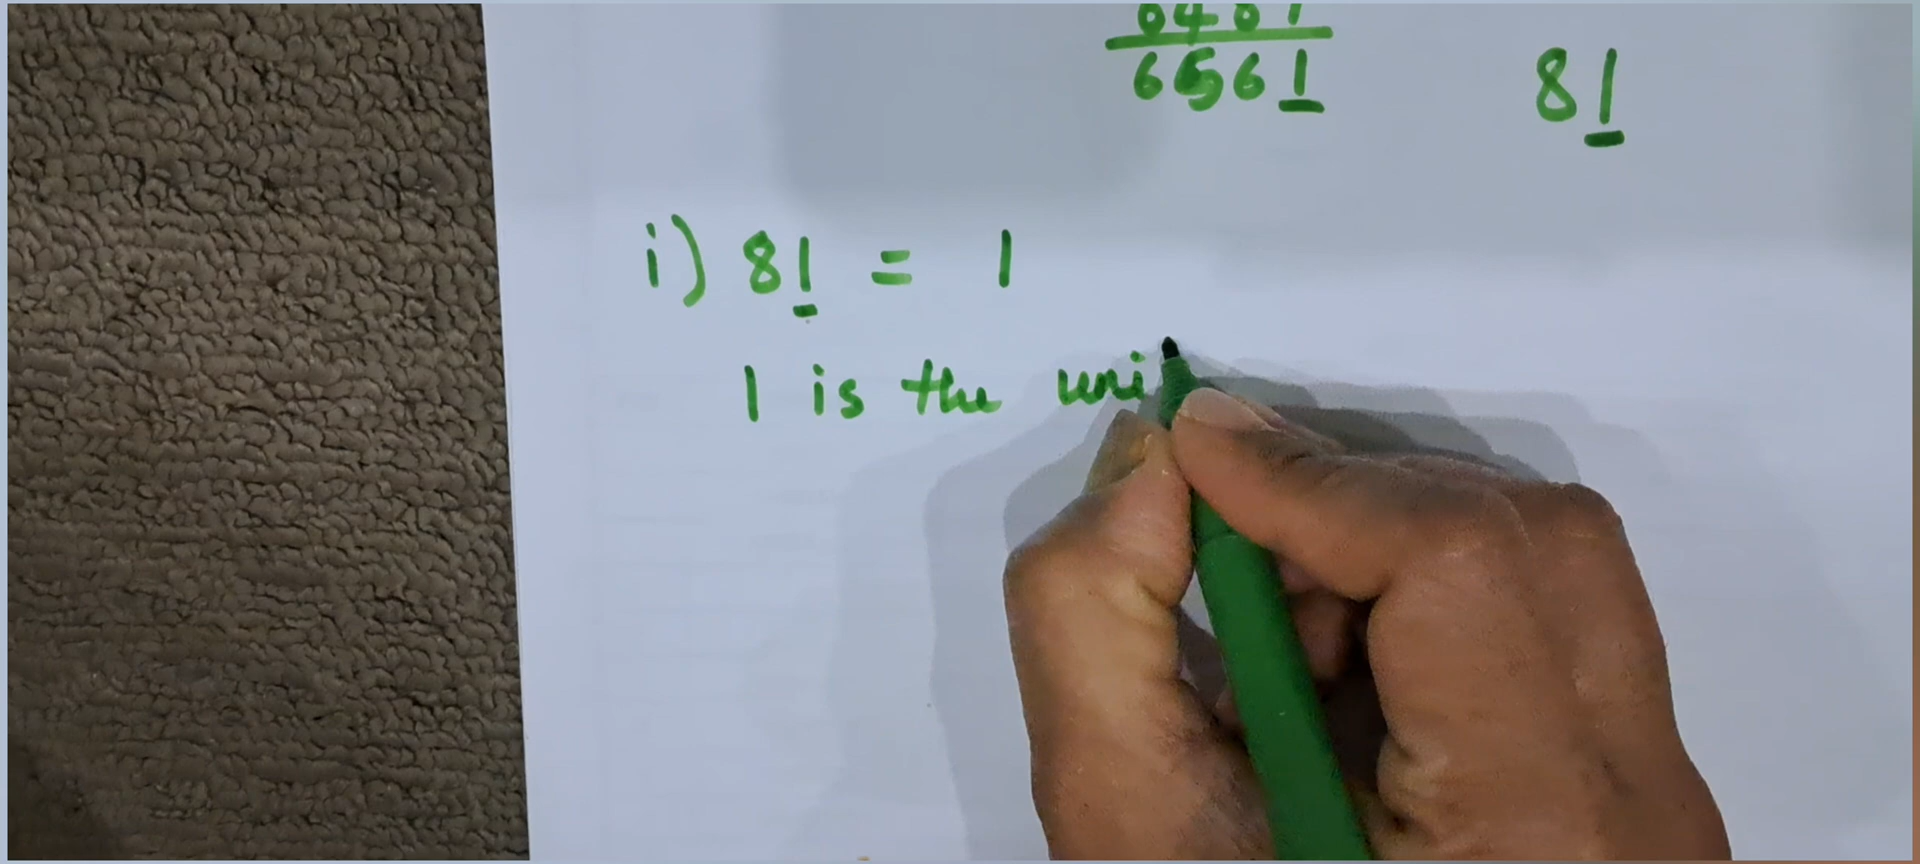 6561
81
i) 81 = 1
1 is the uni